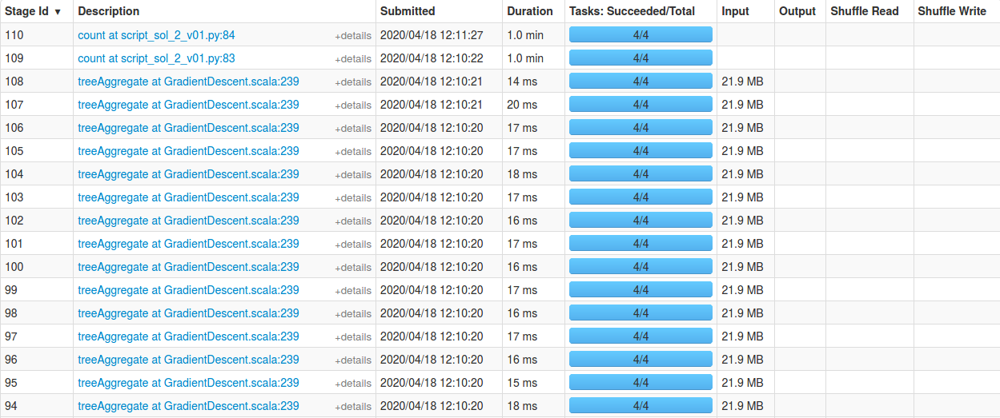 Stage Id ▼ Description Submitted Duration Tasks: Succeeded/Total Input Output Shuffle Read Shuffle Write
110 count at script_sol_2_v01.py:84 +details 2020/04/18 12:11:27 1.0 min 4/4
109 count at script_sol_2_v01.py:83 +details 2020/04/18 12:10:22 1.0 min 4/4
108 treeAggregate at GradientDescent.scala:239 +details 2020/04/18 12:10:21 14 ms 4/4 21.9 MB
107 treeAggregate at GradientDescent.scala:239 +details 2020/04/18 12:10:21 20 ms 4/4 21.9 MB
106 treeAggregate at GradientDescent.scala:239 +details 2020/04/18 12:10:20 17 ms 4/4 21.9 MB
105 treeAggregate at GradientDescent.scala:239 +details 2020/04/18 12:10:20 17 ms 4/4 21.9 MB
104 treeAggregate at GradientDescent.scala:239 +details 2020/04/18 12:10:20 18 ms 4/4 21.9 MB
103 treeAggregate at GradientDescent.scala:239 +details 2020/04/18 12:10:20 17 ms 4/4 21.9 MB
102 treeAggregate at GradientDescent.scala:239 +details 2020/04/18 12:10:20 16 ms 4/4 21.9 MB
101 treeAggregate at GradientDescent.scala:239 +details 2020/04/18 12:10:20 17 ms 4/4 21.9 MB
100 treeAggregate at GradientDescent.scala:239 +details 2020/04/18 12:10:20 16 ms 4/4 21.9 MB
99 treeAggregate at GradientDescent.scala:239 +details 2020/04/18 12:10:20 17 ms 4/4 21.9 MB
98 treeAggregate at GradientDescent.scala:239 +details 2020/04/18 12:10:20 16 ms 4/4 21.9 MB
97 treeAggregate at GradientDescent.scala:239 +details 2020/04/18 12:10:20 17 ms 4/4 21.9 MB
96 treeAggregate at GradientDescent.scala:239 +details 2020/04/18 12:10:20 16 ms 4/4 21.9 MB
95 treeAggregate at GradientDescent.scala:239 +details 2020/04/18 12:10:20 15 ms 4/4 21.9 MB
94 treeAggregate at GradientDescent.scala:239 +details 2020/04/18 12:10:20 18 ms 4/4 21.9 MB